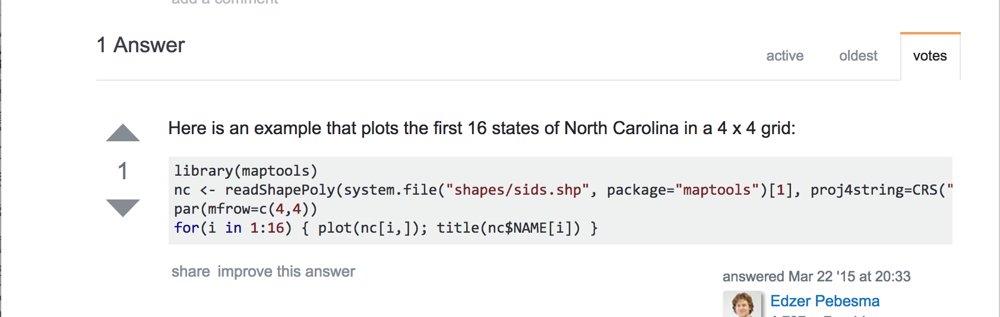 add a comment
1 Answer
active oldest votes
Here is an example that plots the first 16 states of North Carolina in a 4 x 4 grid:
1
library(maptools)
nc <- readShapePoly(system.file("shapes/sids.shp", package="maptools")[1], proj4string=CRS("
par(mfrow=c(4,4))
for(i in 1:16) { plot(nc[i,]); title(nc$NAME[i]) }
share improve this answer
answered Mar 22 '15 at 20:33
Edzer Pebesma